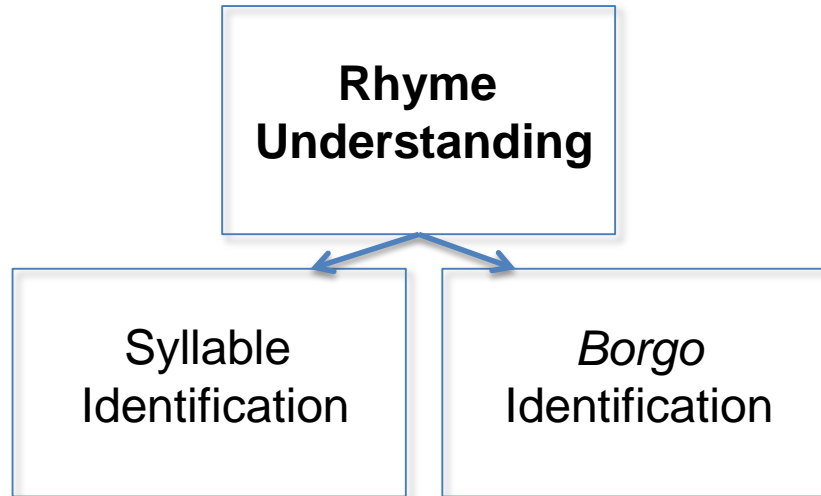 Rhyme
Understanding
Syllable
Identification
Borgo
Identification